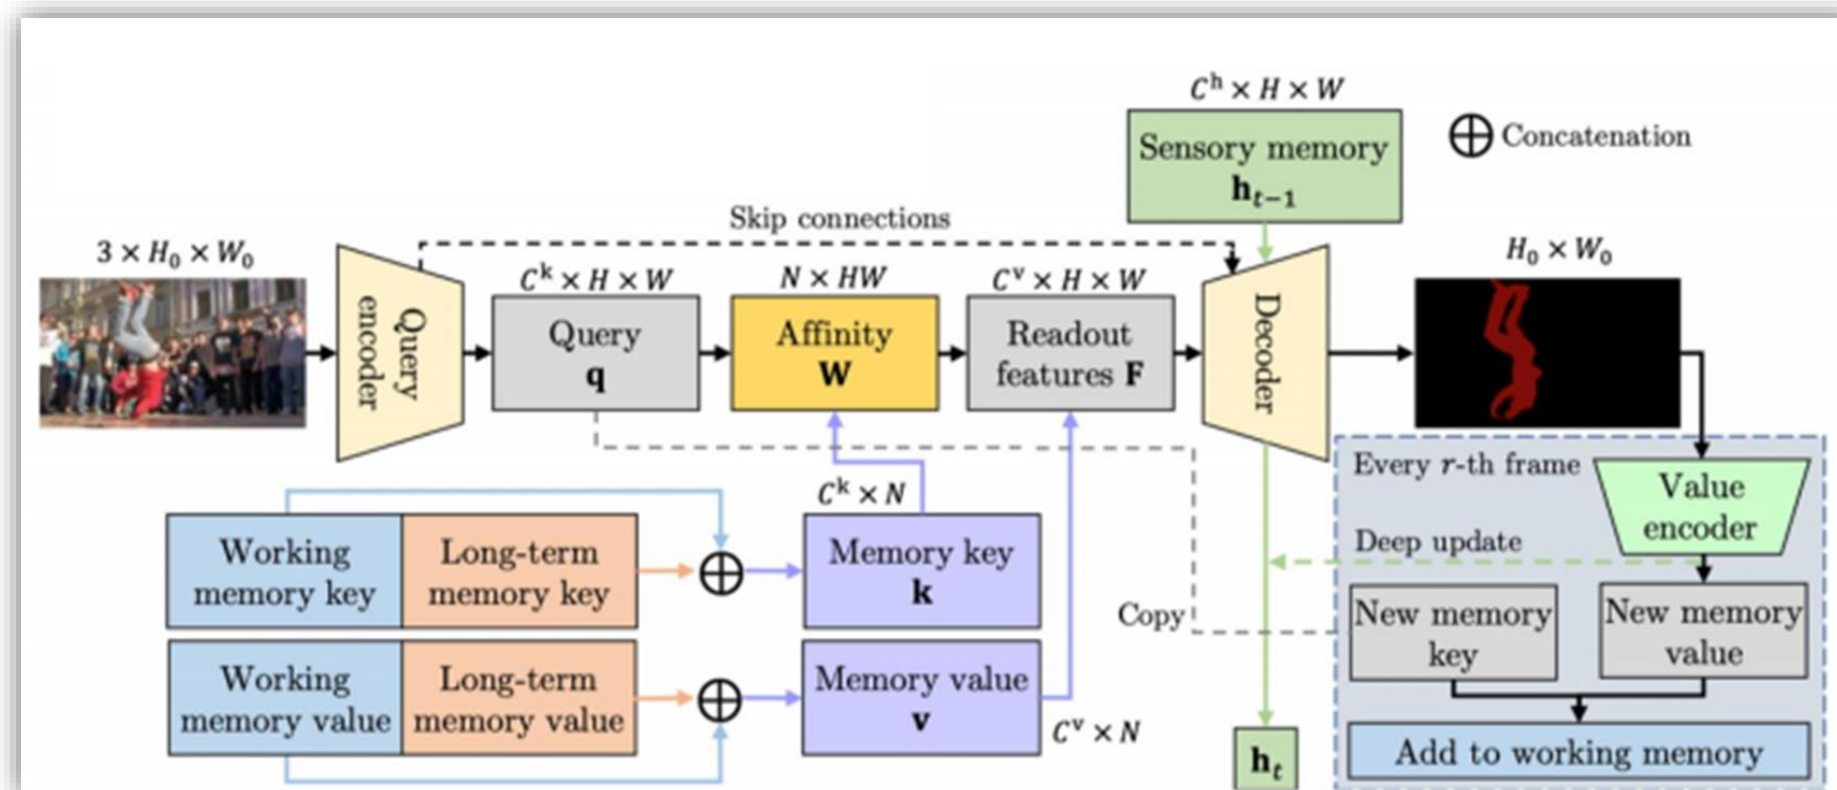 C^h × H × W
Sensory memory
h_{t−1}
⊕ Concatenation
Skip connections
3 × H_0 × W_0
Query
encoder
C^k × H × W
Query
q
N × HW
Affinity
W
C^v × H × W
Readout
features F
Decoder
H_0 × W_0
C^k × N
Working
memory key
Long-term
memory key
Memory key
k
Working
memory value
Long-term
memory value
Memory value
v
C^v × N
Copy
h_t
Every r-th frame
Value
encoder
Deep update
New memory
key
New memory
value
Add to working memory